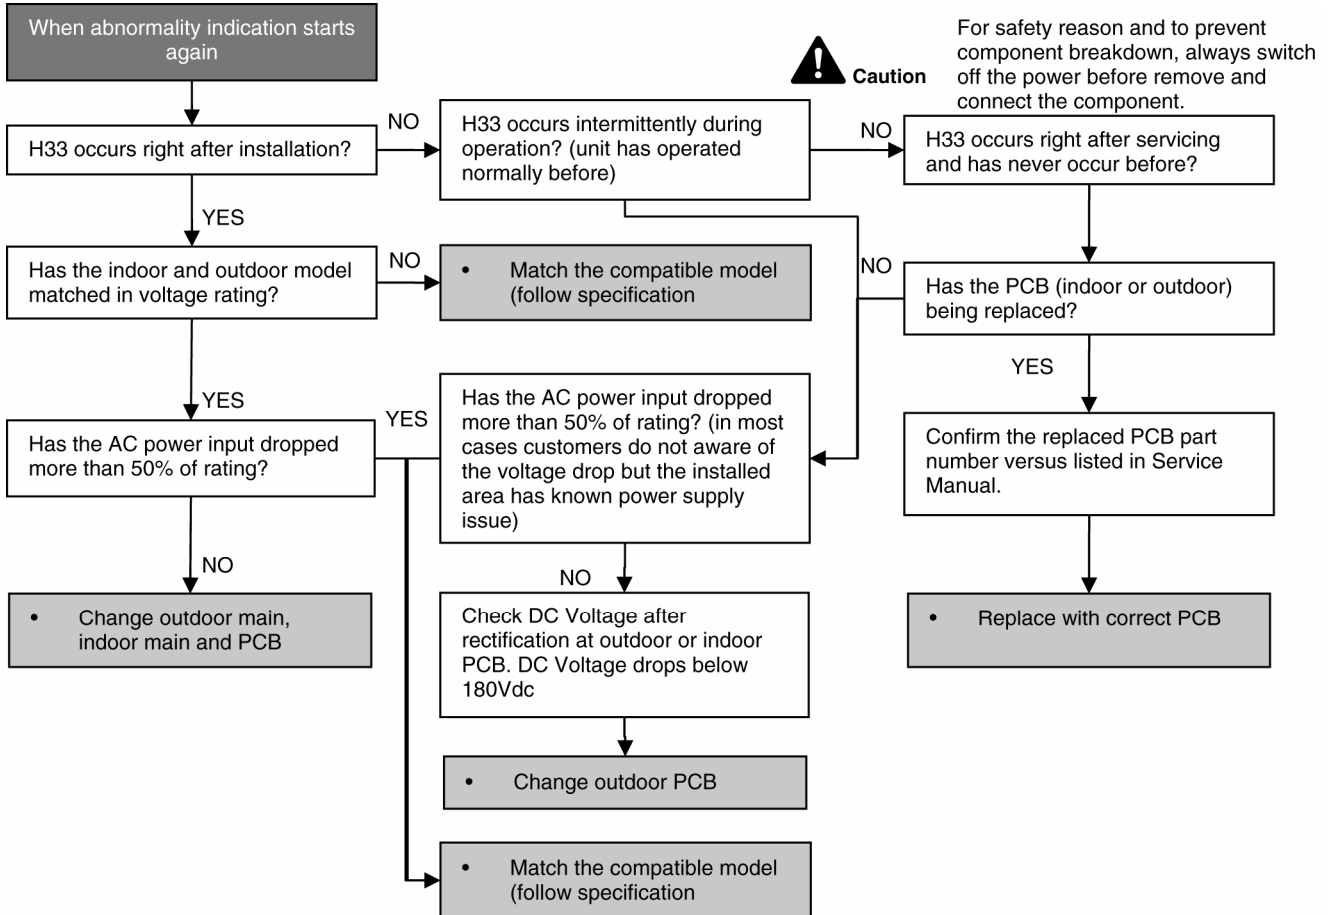 When abnormality indication starts
again
Caution
For safety reason and to prevent
component breakdown, always switch
off the power before remove and
connect the component.
H33 occurs right after installation?
NO
H33 occurs intermittently during
operation? (unit has operated
normally before)
NO
H33 occurs right after servicing
and has never occur before?
YES
Has the indoor and outdoor model
matched in voltage rating?
NO
• Match the compatible model
(follow specification
NO
Has the PCB (indoor or outdoor)
being replaced?
YES
YES
Has the AC power input dropped
more than 50% of rating?
YES
Has the AC power input dropped
more than 50% of rating? (in most
cases customers do not aware of
the voltage drop but the installed
area has known power supply
issue)
Confirm the replaced PCB part
number versus listed in Service
Manual.
NO
• Change outdoor main,
indoor main and PCB
NO
Check DC Voltage after
rectification at outdoor or indoor
PCB. DC Voltage drops below
180Vdc
• Replace with correct PCB
• Change outdoor PCB
• Match the compatible model
(follow specification